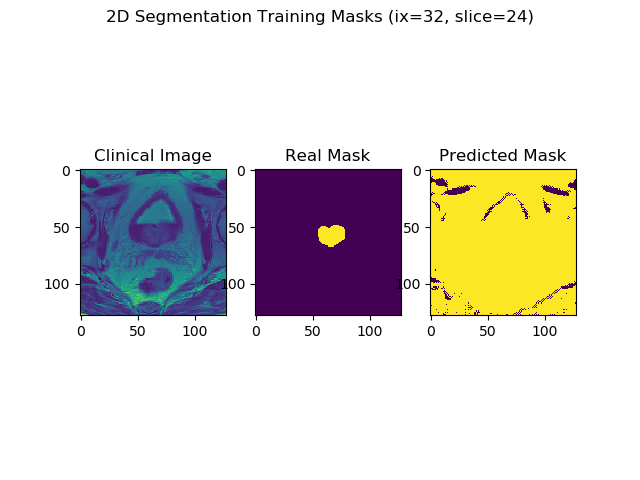 2D Segmentation Training Masks (ix=32, slice=24)
Clinical Image Real Mask Predicted Mask
0 0 0
50 50 50
100 100 100
0 50 100 0 50 100 0 50 100